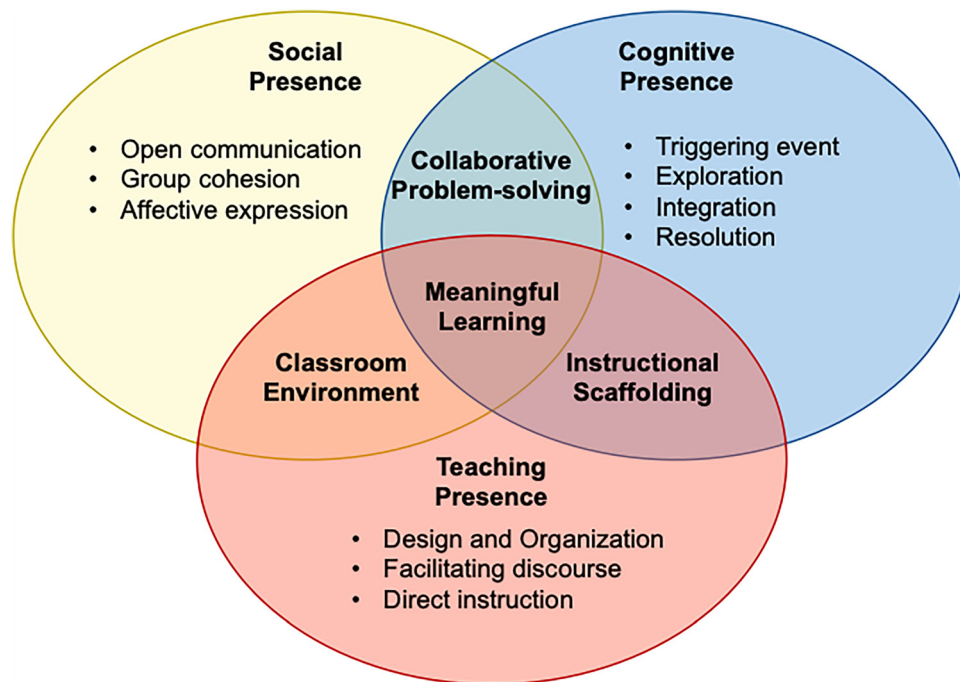 Social
Presence
• Open communication
• Group cohesion
• Affective expression
Cognitive
Presence
• Triggering event
• Exploration
• Integration
• Resolution
Collaborative
Problem-solving
Meaningful
Learning
Classroom
Environment
Instructional
Scaffolding
Teaching
Presence
• Design and Organization
• Facilitating discourse
• Direct instruction